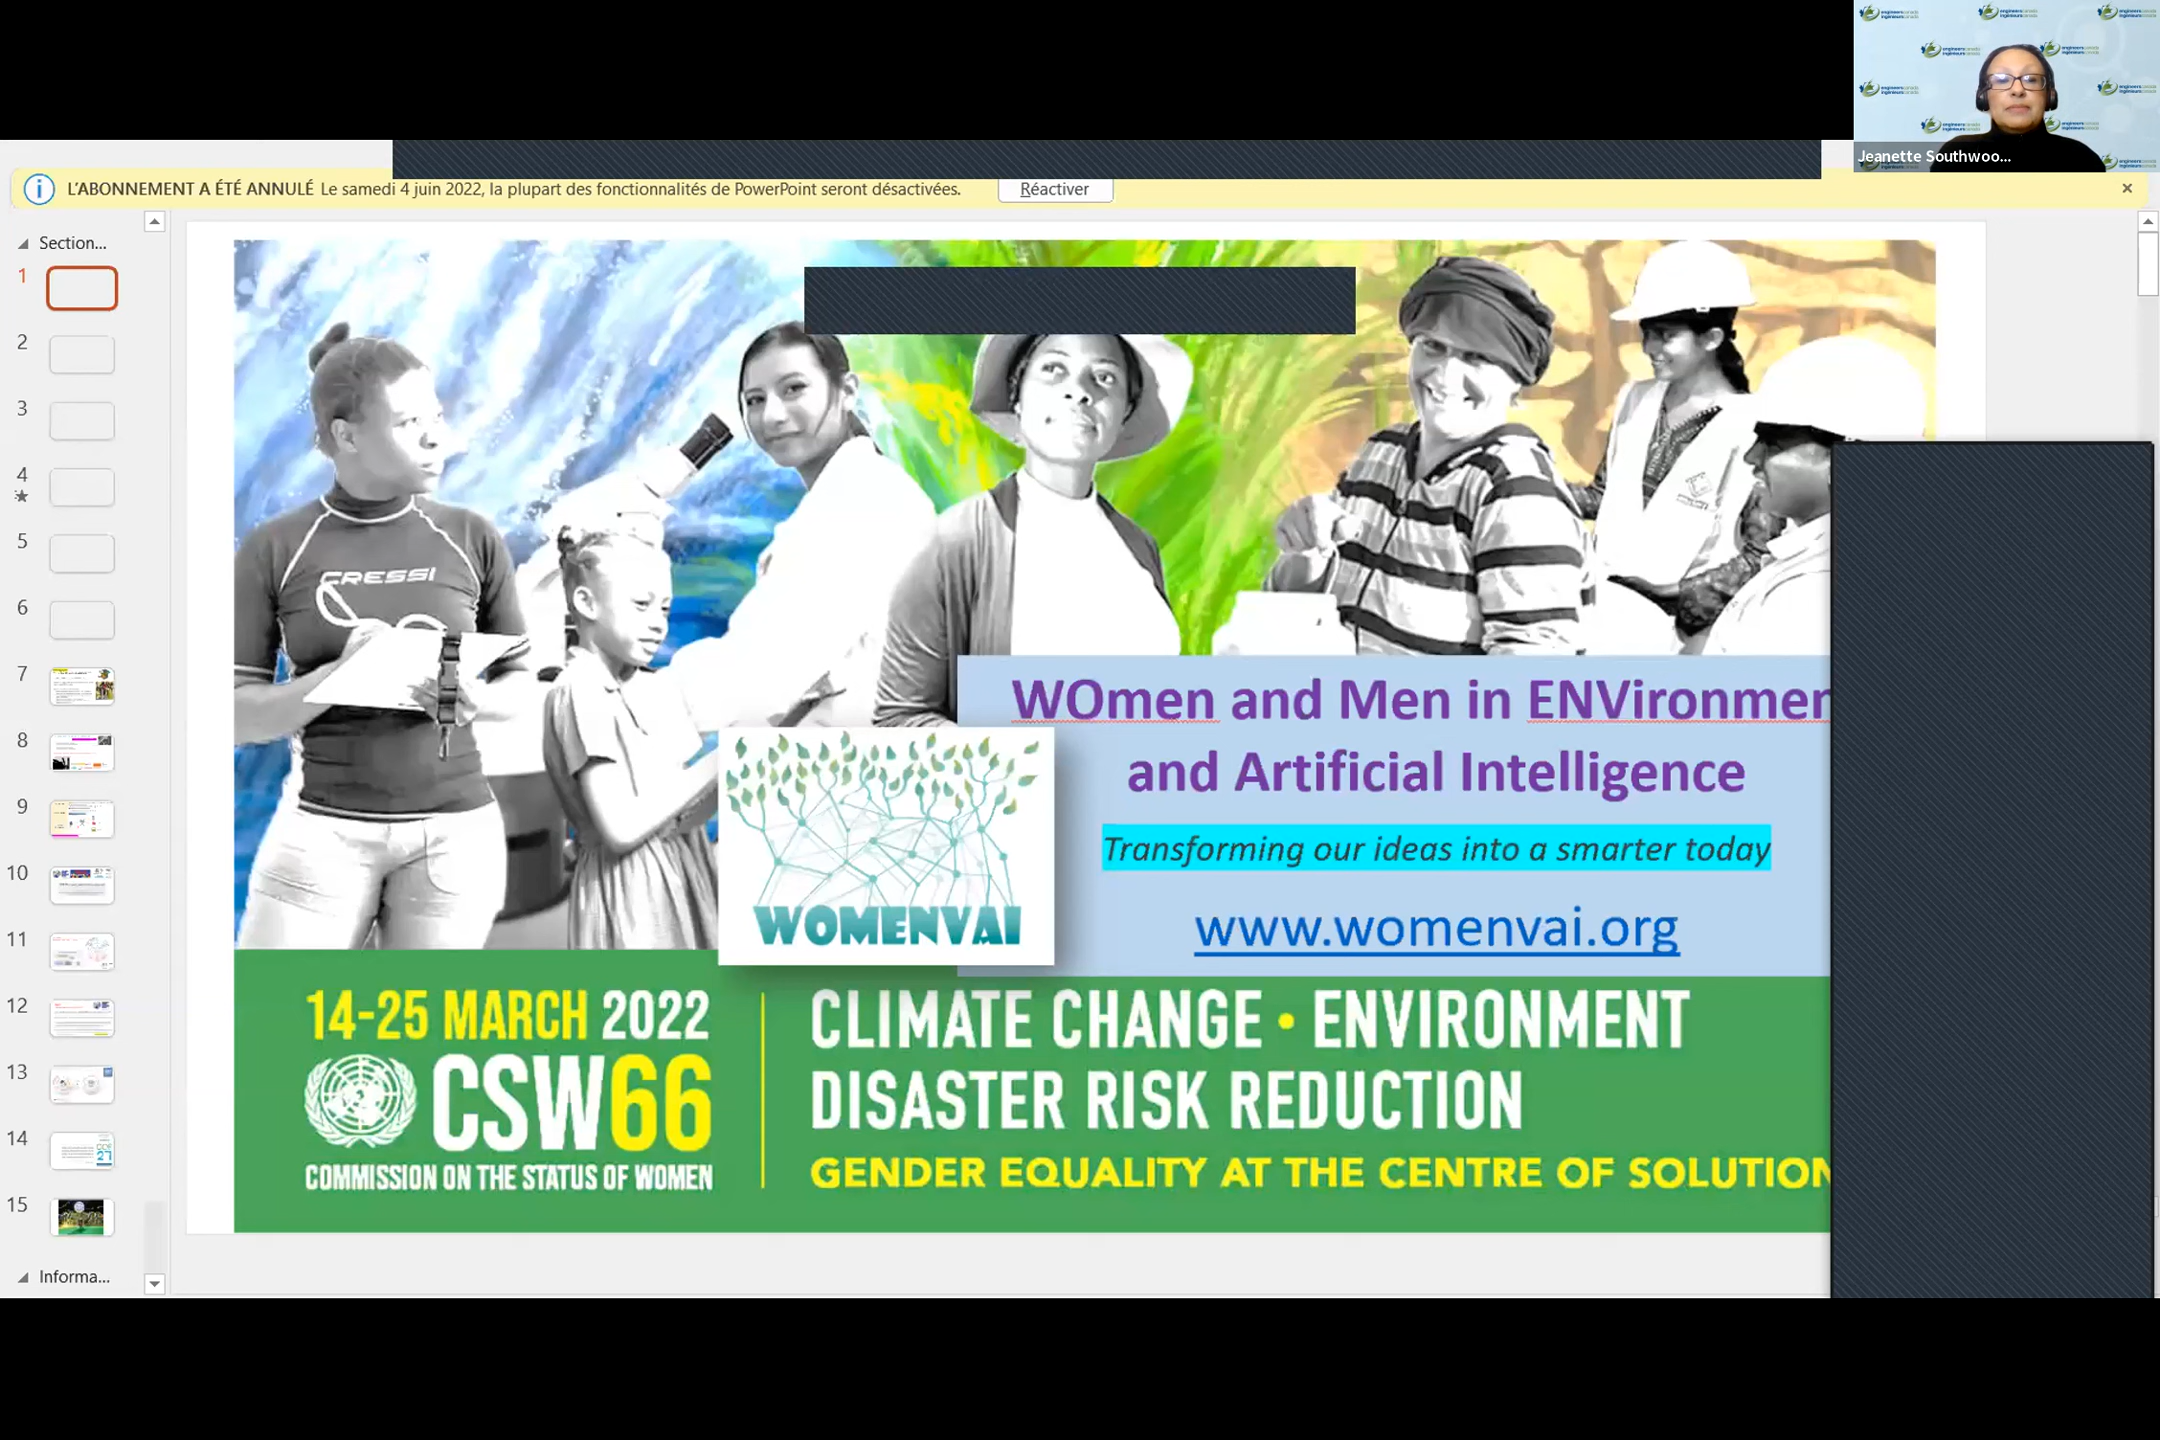 Jeanette Southwoo...
L'ABONNEMENT A ÉTÉ ANNULÉ Le samedi 4 juin 2022, la plupart des fonctionnalités de PowerPoint seront désactivées. Réactiver
Section...
1
2
3
4
5
6
7
8
9
10
11
12
13
14
15
Informa...
CRESSI
WOmen and Men in ENVironmen
and Artificial Intelligence
Transforming our ideas into a smarter today
www.womenvai.org
WOMENVAI
14-25 MARCH 2022
CSW66
COMMISSION ON THE STATUS OF WOMEN
CLIMATE CHANGE • ENVIRONMENT
DISASTER RISK REDUCTION
GENDER EQUALITY AT THE CENTRE OF SOLUTION